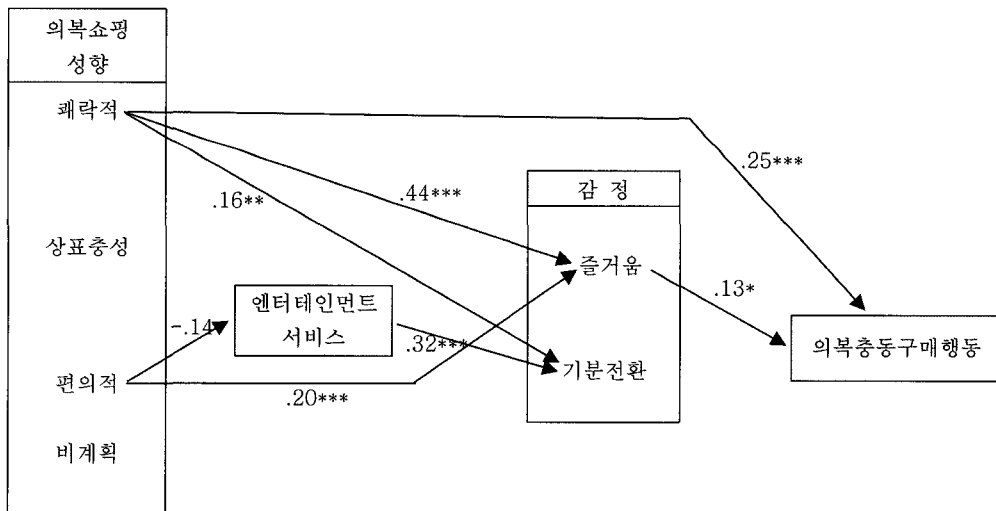 의복쇼핑
성향
쾌락적
.25***
.44***
감 정
.16**
상표충성
즐거움
.13*
엔터테인먼트
-.14
서비스
.32***
의복충동구매행동
편의적
기분전환
.20***
비계획